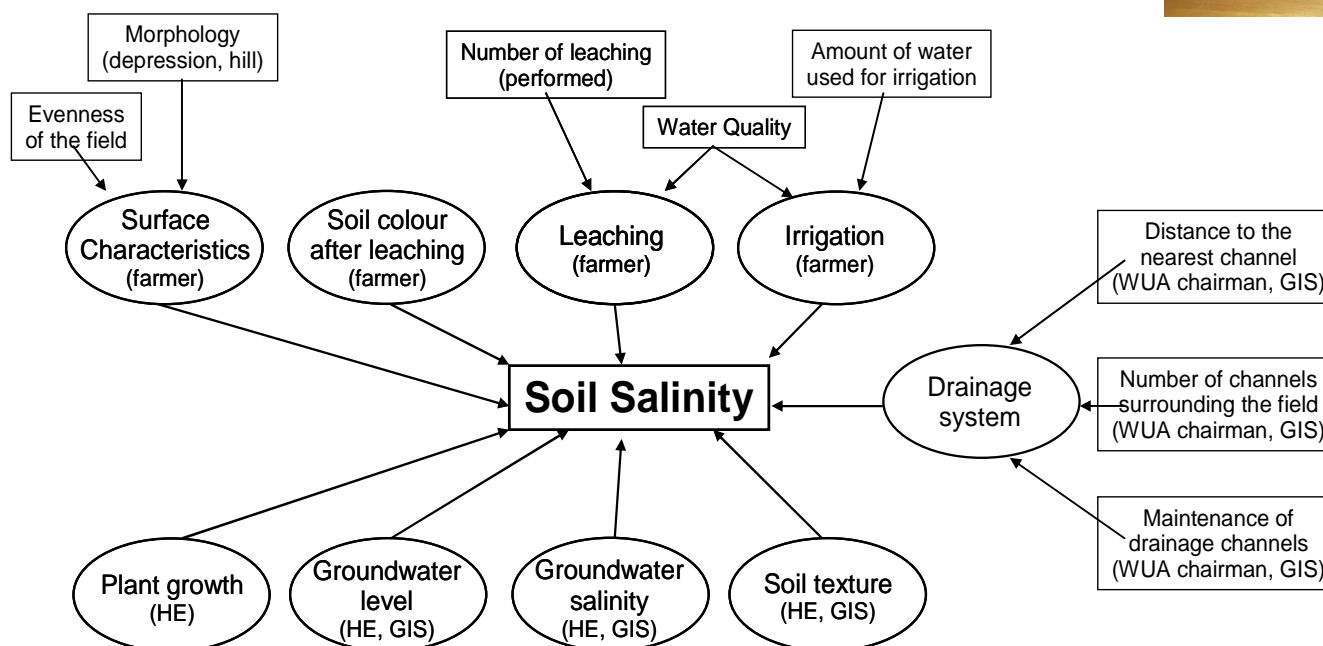 Morphology
(depression, hill)
Number of leaching
(performed)
Amount of water
used for irrigation
Evenness
of the field
Water Quality
Surface
Characteristics
(farmer)
Soil colour
after leaching
(farmer)
Leaching
(farmer)
Irrigation
(farmer)
Distance to the
nearest channel
(WUA chairman, GIS)
Soil Salinity
Drainage
system
Number of channels
surrounding the field
(WUA chairman, GIS)
Maintenance of
drainage channels
(WUA chairman, GIS)
Plant growth
(HE)
Groundwater
level
(HE, GIS)
Groundwater
salinity
(HE, GIS)
Soil texture
(HE, GIS)